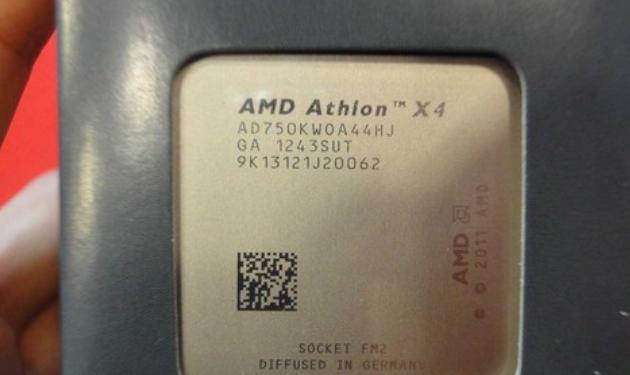 AMD Athlon™ X4
AD750KWOA44HJ
GA 1243SUT
9K13121J20062
AMD
© 2011 AMD
SOCKET FM2
DIFFUSED IN GERMANY